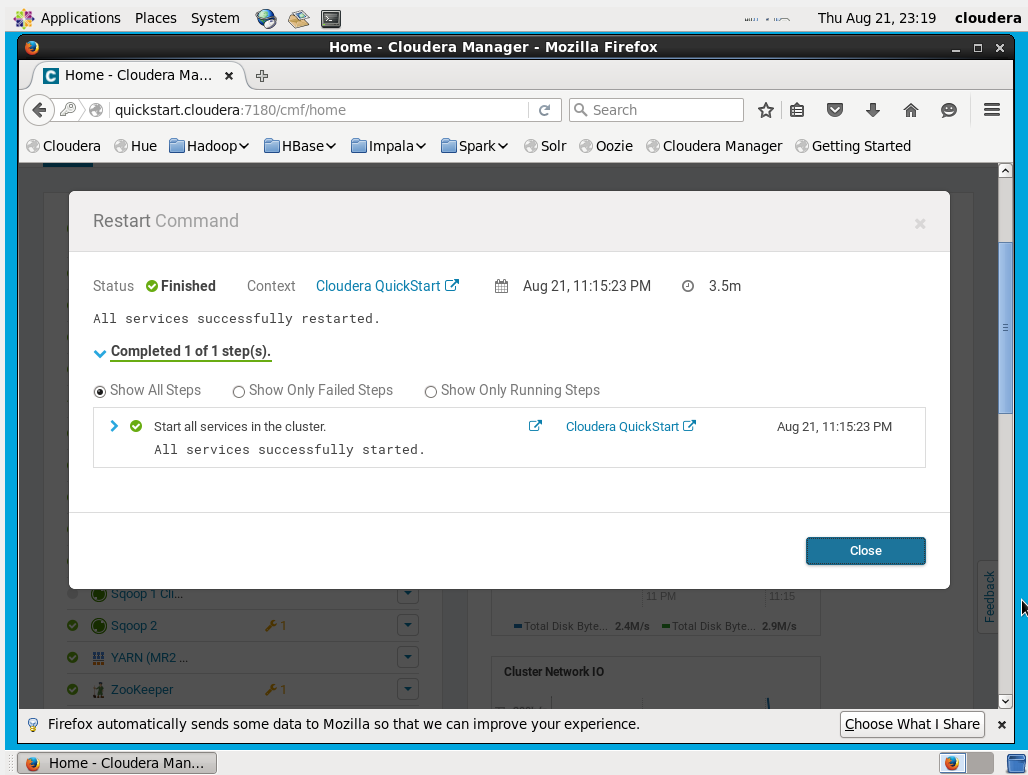 Applications Places System Thu Aug 21, 23:19 cloudera
Home - Cloudera Manager - Mozilla Firefox
Home - Cloudera Ma...
quickstart.cloudera:7180/cmf/home Search
Cloudera Hue Hadoop HBase Impala Spark Solr Oozie Cloudera Manager Getting Started
Restart Command
Status Finished Context Cloudera QuickStart Aug 21, 11:15:23 PM 3.5m
All services successfully restarted.
Completed 1 of 1 step(s).
Show All Steps Show Only Failed Steps Show Only Running Steps
Start all services in the cluster. Cloudera QuickStart Aug 21, 11:15:23 PM
All services successfully started.
Close
Feedback
Sqoop 1 Cli... 11 PM 11:15
Sqoop 2 1 Total Disk Byte... 2.4M/s Total Disk Byte... 2.9M/s
YARN (MR2 ...
Cluster Network IO
ZooKeeper 1
Firefox automatically sends some data to Mozilla so that we can improve your experience. Choose What I Share
Home - Cloudera Man...